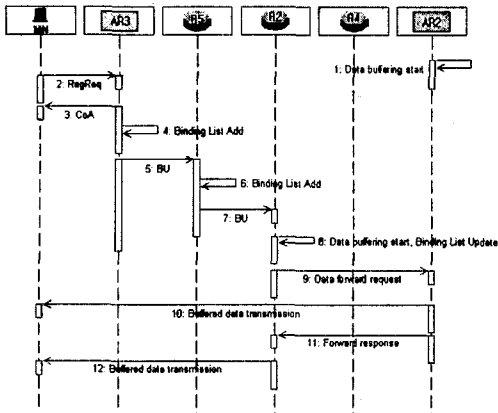 MN
AR3
R5
R2
R4
AR2
1: Data buffering start
2: RegReq
3: CoA
4: Binding List Add
5: BU
6: Binding List Add
7: BU
8: Data buffering start, Binding List Update
9: Data forward request
10: Buffered data transmission
11: Forward response
12: Buffered data transmission